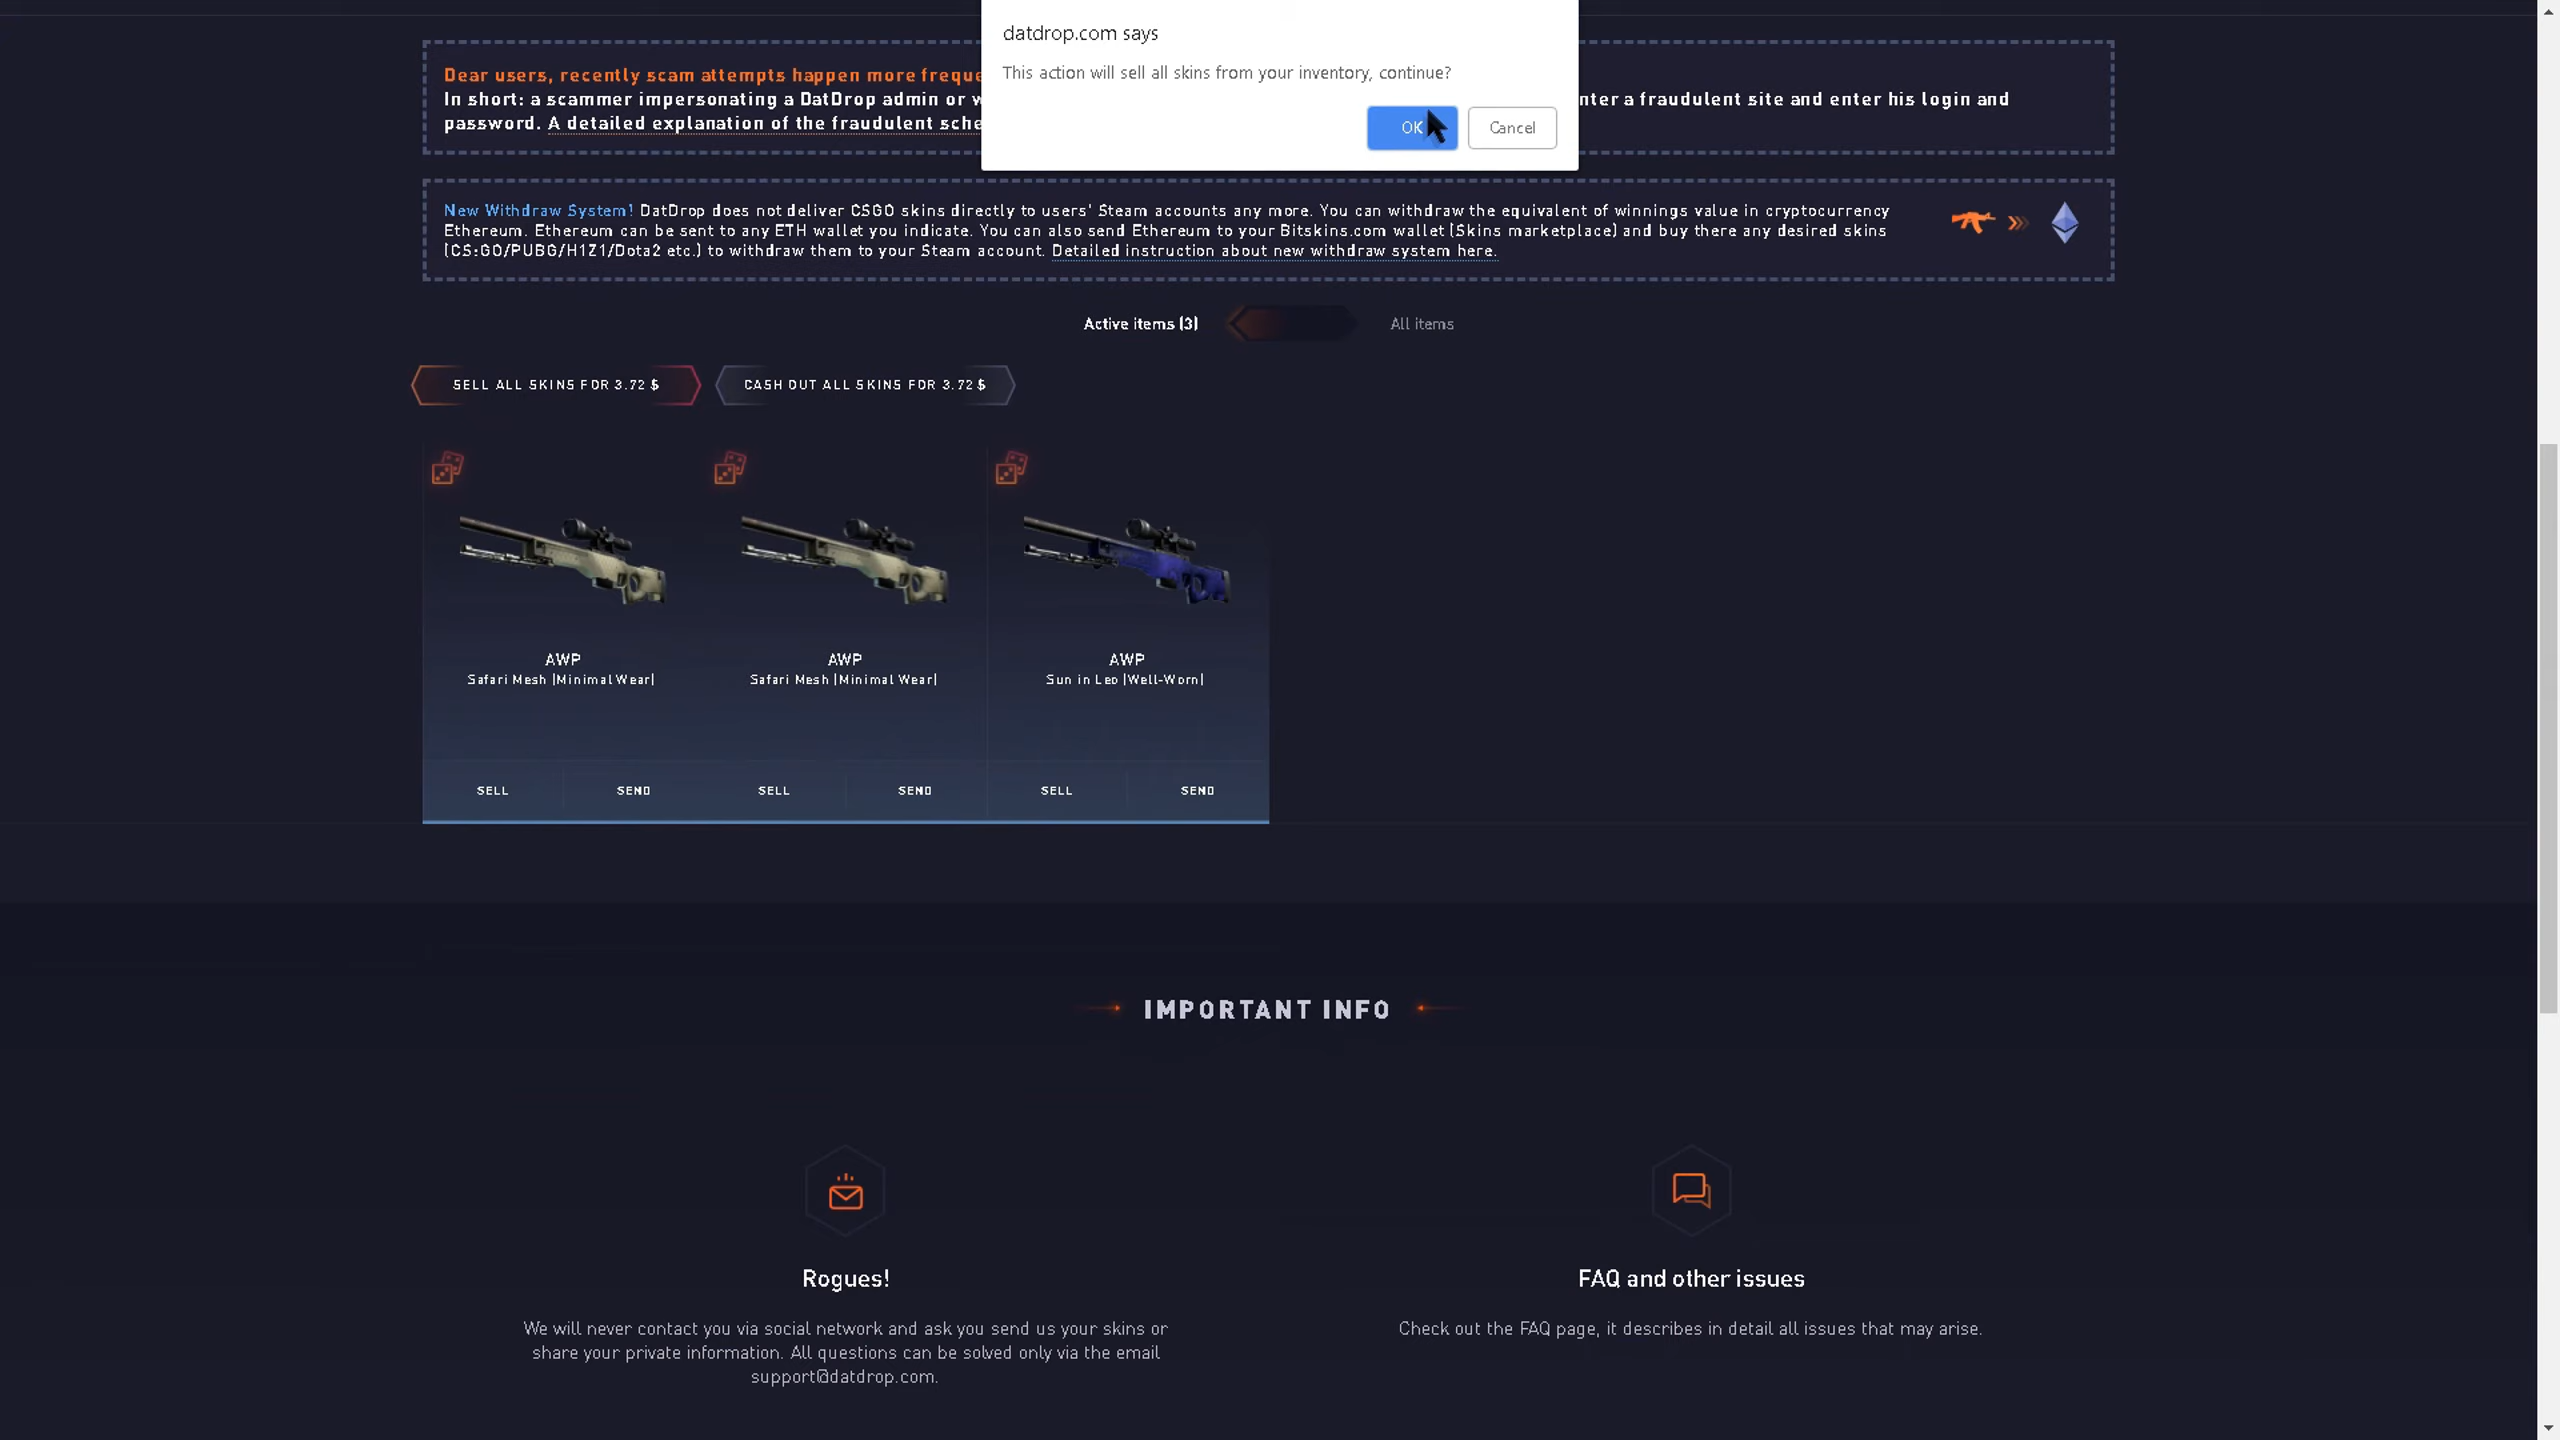 datdrop.com says
This action will sell all skins from your inventory, continue?
OK
Cancel
Dear users, recently scam attempts happen more freque
In short: a scammer impersonating a DatDrop admin or w
nter a fraudulent site and enter his login and
password. A detailed explanation of the fraudulent sche
New Withdraw System! DatDrop does not deliver CSGO skins directly to users' Steam accounts any more. You can withdraw the equivalent of winnings value in cryptocurrency
Ethereum. Ethereum can be sent to any ETH wallet you indicate. You can also send Ethereum to your Bitskins.com wallet (Skins marketplace) and buy there any desired skins
(CS:GO/PUBG/H1Z1/Dota2 etc.) to withdraw them to your Steam account. Detailed instruction about new withdraw system here.
Active items (3)
All items
SELL ALL SKINS FOR 3.72 $
CASH OUT ALL SKINS FOR 3.72 $
AWP
Safari Mesh |Minimal Wear|
SELL
SEND
AWP
Safari Mesh |Minimal Wear|
SELL
SEND
AWP
Sun in Leo |Well-Worn|
SELL
SEND
IMPORTANT INFO
Rogues!
We will never contact you via social network and ask you send us your skins or
share your private information. All questions can be solved only via the email
support@datdrop.com.
FAQ and other issues
Check out the FAQ page, it describes in detail all issues that may arise.